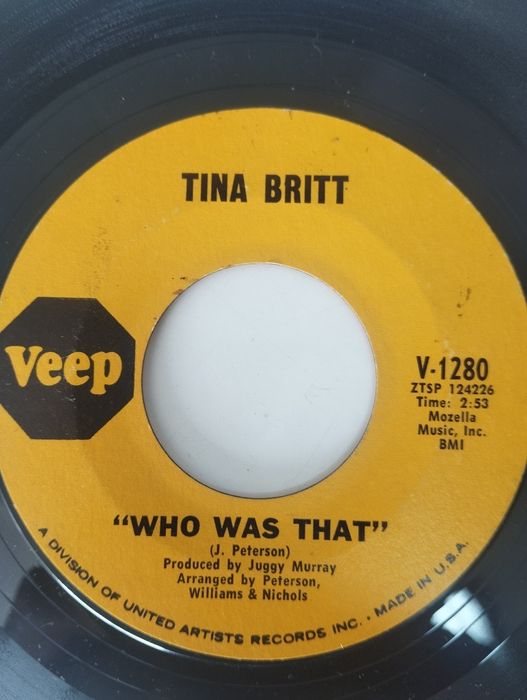 TINA BRITT
Veep
V-1280
ZTSP 124226
Time: 2:53
Mozella
Music, Inc.
BMI
"WHO WAS THAT"
(J. Peterson)
Produced by Juggy Murray
Arranged by Peterson,
Williams & Nichols
A DIVISION OF UNITED ARTISTS RECORDS INC. • MADE IN U.S.A.